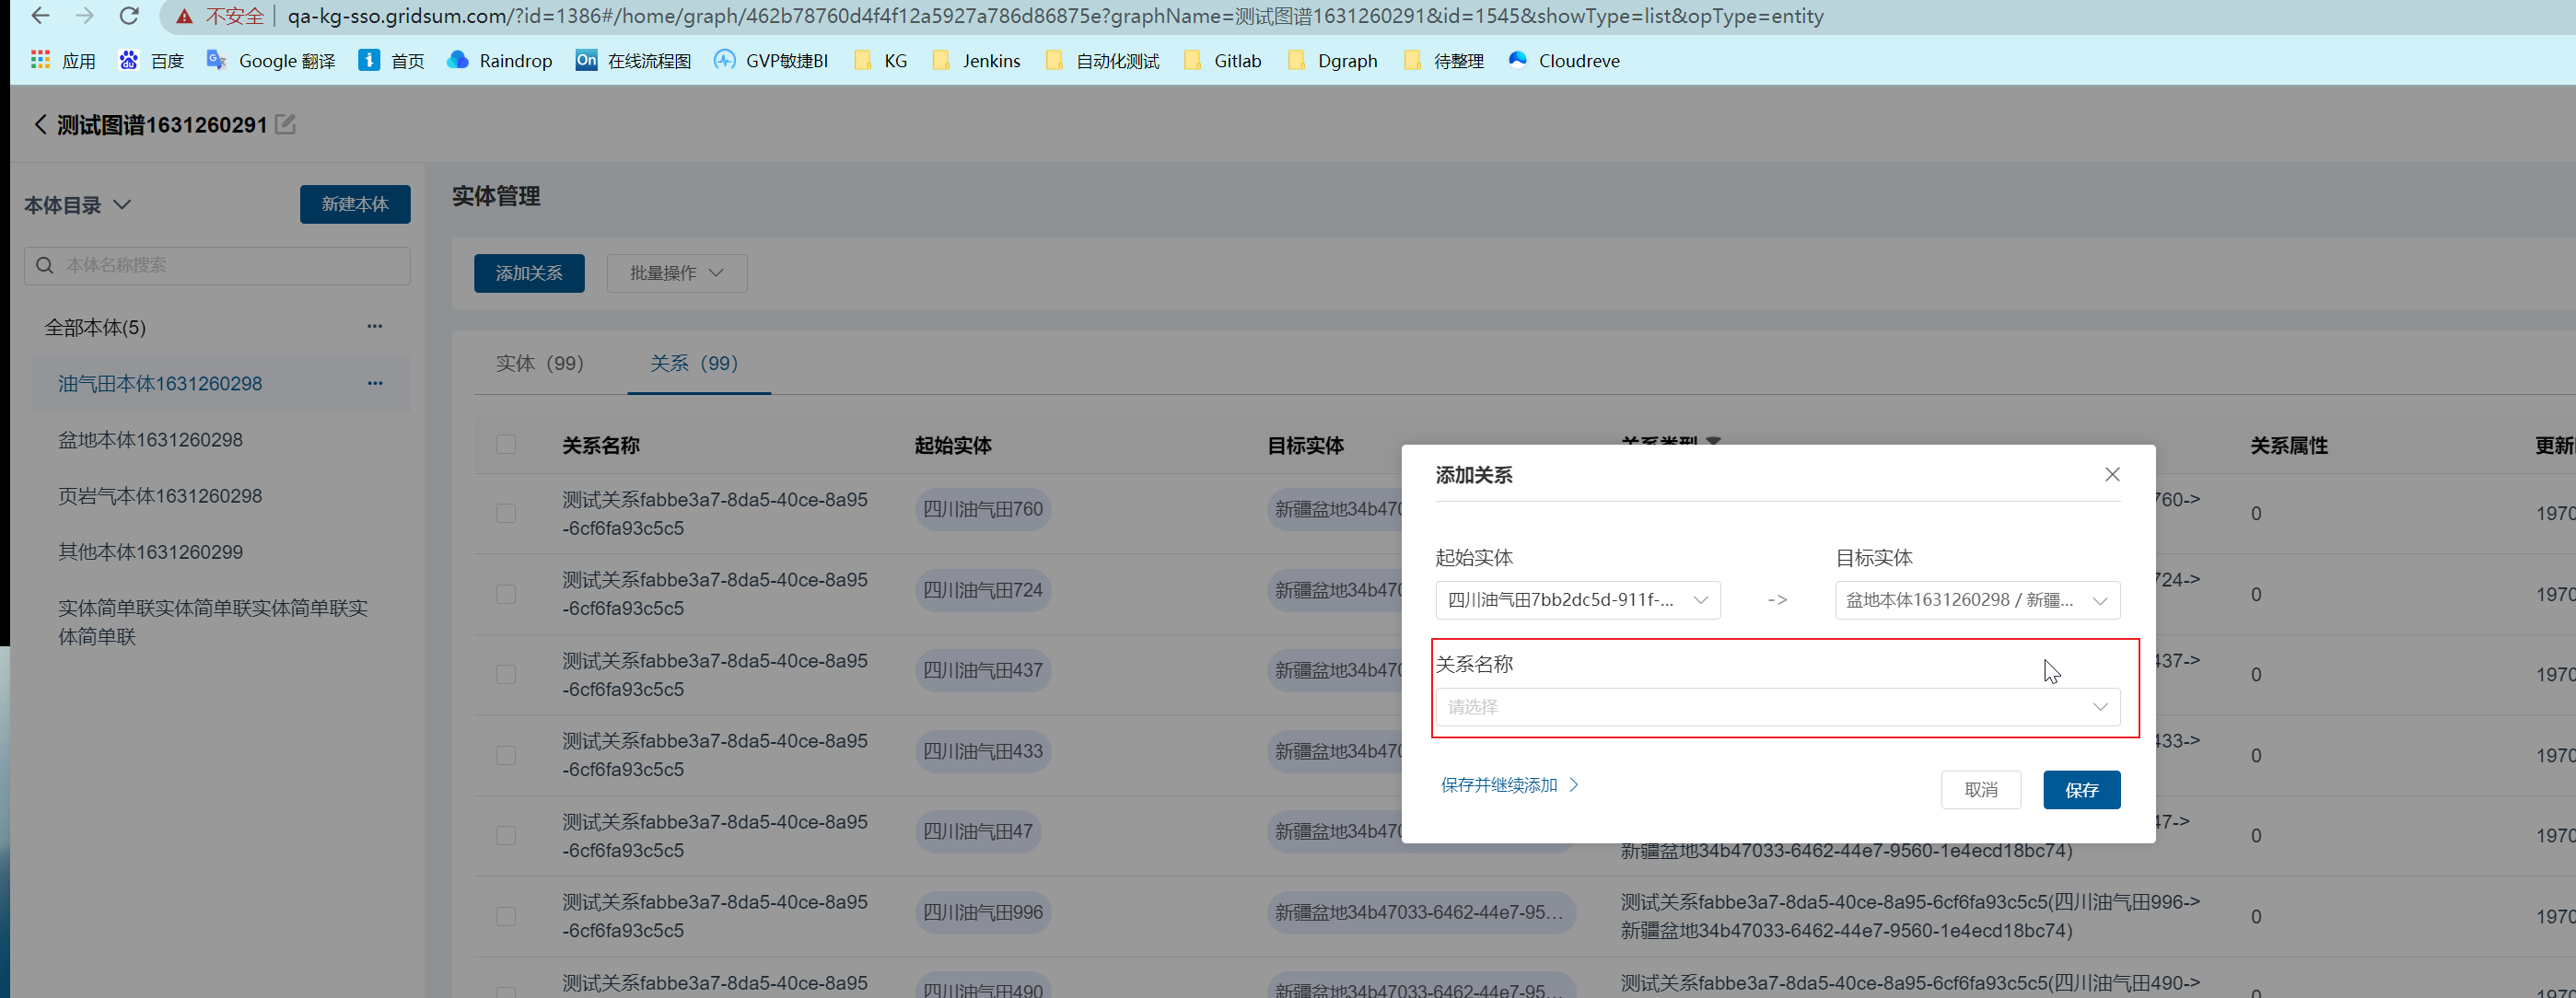 不安全 qa-kg-sso.gridsum.com/?id=1386#/home/graph/462b78760d4f4f12a5927a786d86875e?graphName=测试图谱1631260291&id=1545&showType=list&opType=entity
应用 百度 Google 翻译 首页 Raindrop On 在线流程图 GVP敏捷BI KG Jenkins 自动化测试 Gitlab Dgraph 待整理 Cloudreve
测试图谱1631260291
本体目录 新建本体
本体名称搜索
全部本体(5)
油气田本体1631260298
盆地本体1631260298
页岩气本体1631260298
其他本体1631260299
实体简单联实体简单联实体简单联实
体简单联
实体管理
添加关系 批量操作
实体（99） 关系（99）
关系名称 起始实体 目标实体 关系类型 关系属性 更新
测试关系fabbe3a7-8da5-40ce-8a95
-6cf6fa93c5c5
四川油气田760 新疆盆地34b470 760-> 0 1970
测试关系fabbe3a7-8da5-40ce-8a95
-6cf6fa93c5c5
四川油气田724 新疆盆地34b470 724-> 0 1970
测试关系fabbe3a7-8da5-40ce-8a95
-6cf6fa93c5c5
四川油气田437 新疆盆地34b470 437-> 0 1970
测试关系fabbe3a7-8da5-40ce-8a95
-6cf6fa93c5c5
四川油气田433 新疆盆地34b470 433-> 0 1970
测试关系fabbe3a7-8da5-40ce-8a95
-6cf6fa93c5c5
四川油气田47 新疆盆地34b470 47-> 0 1970
新疆盆地34b47033-6462-44e7-9560-1e4ecd18bc74)
测试关系fabbe3a7-8da5-40ce-8a95
-6cf6fa93c5c5
四川油气田996 新疆盆地34b47033-6462-44e7-95...
测试关系fabbe3a7-8da5-40ce-8a95-6cf6fa93c5c5(四川油气田996->
新疆盆地34b47033-6462-44e7-9560-1e4ecd18bc74)
0 1970
测试关系fabbe3a7-8da5-40ce-8a95
四川油气田490 新疆盆地34b47033-6462-44e7-95...
测试关系fabbe3a7-8da5-40ce-8a95-6cf6fa93c5c5(四川油气田490->
0 1970
添加关系
起始实体 目标实体
四川油气田7bb2dc5d-911f-... -> 盆地本体1631260298 / 新疆...
关系名称
请选择
保存并继续添加 取消 保存